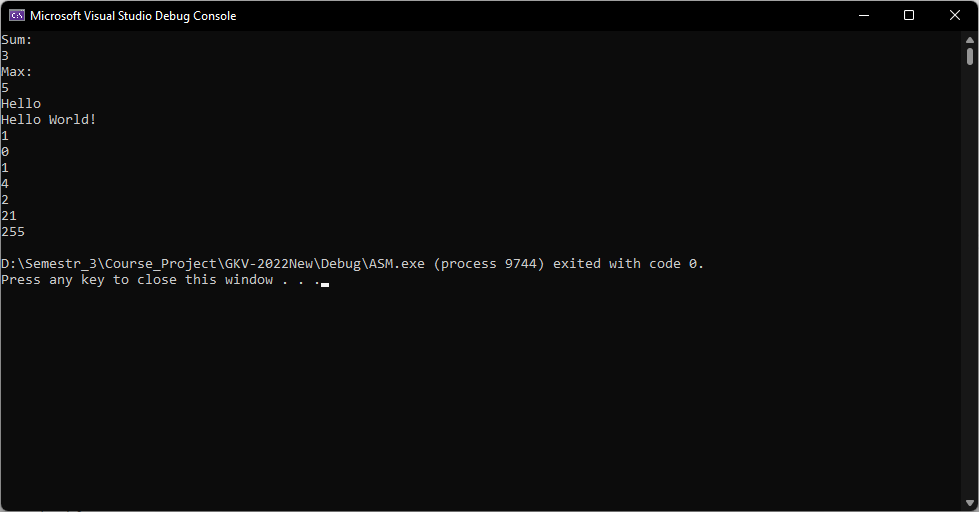 Microsoft Visual Studio Debug Console
Sum:
3
Max:
5
Hello
Hello World!
1
0
1
4
2
21
255
D:\Semestr_3\Course_Project\GKV-2022New\Debug\ASM.exe (process 9744) exited with code 0.
Press any key to close this window . . .